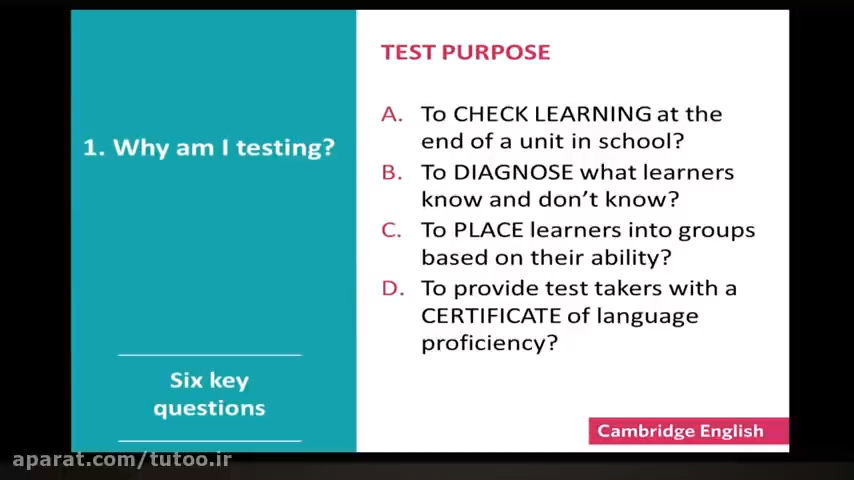 1. Why am I testing?
Six key
questions
TEST PURPOSE
A. To CHECK LEARNING at the
end of a unit in school?
B. To DIAGNOSE what learners
know and don't know?
C. To PLACE learners into groups
based on their ability?
D. To provide test takers with a
CERTIFICATE of language
proficiency?
Cambridge English
aparat.com/tutoo.ir